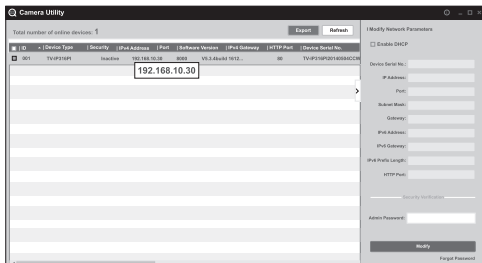 Camera Utility
Total number of online devices: 1
Export
Refresh
ID
Device Type
Security
IPv4 Address
Port
Software Version
IPv4 Gateway
HTTP Port
Device Serial No.
001
TV-IP316PI
Inactive
192.168.10.30
8000
V5.3.4build 1612...
80
192.168.10.30
Modify Network Parameters
Enable DHCP
Device Serial No.:
IP Address:
Port:
Subnet Mask:
Gateway:
IPv6 Address:
IPv6 Gateway:
IPv6 Prefix Length:
HTTP Port:
Security Verification
Admin Password:
Modify
Forgot Password